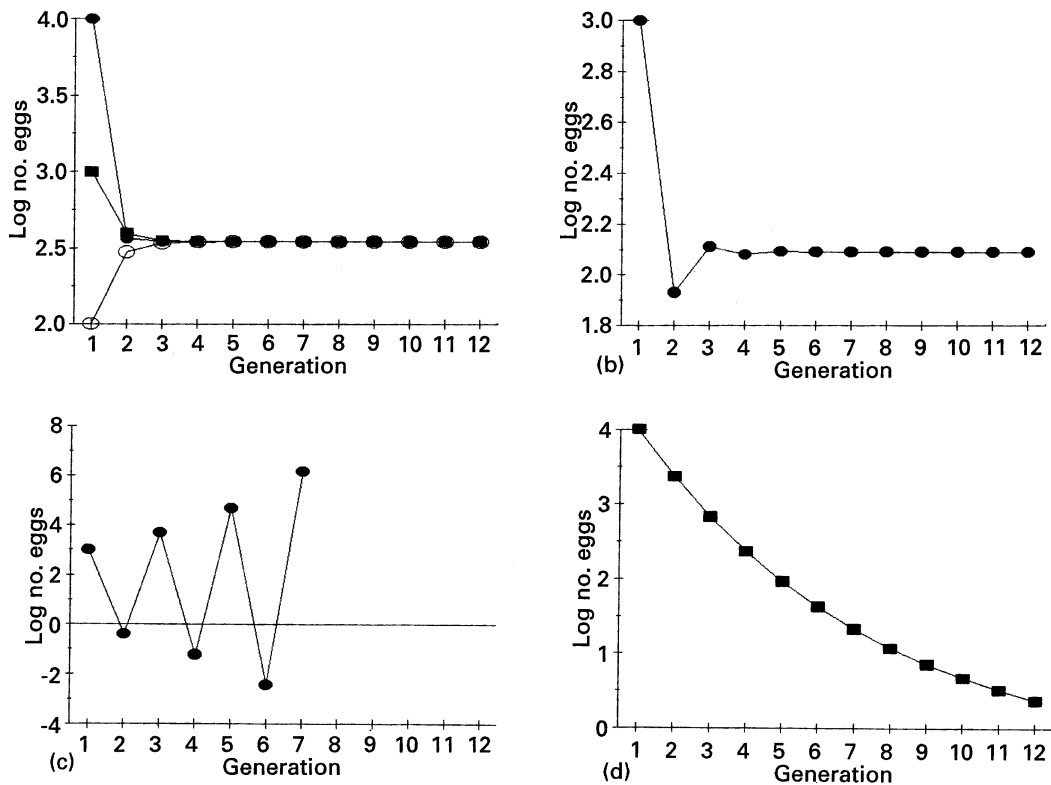 4.0
3.5
3.0
2.5
2.0
Log no. eggs
1 2 3 4 5 6 7 8 9 10 11 12
Generation
3.0
2.8
2.6
2.4
2.2
2.0
1.8
Log no. eggs
1 2 3 4 5 6 7 8 9 10 11 12
(b) Generation
8
6
4
2
0
-2
-4
Log no. eggs
1 2 3 4 5 6 7 8 9 10 11 12
(c) Generation
4
3
2
1
0
Log no. eggs
1 2 3 4 5 6 7 8 9 10 11 12
(d) Generation